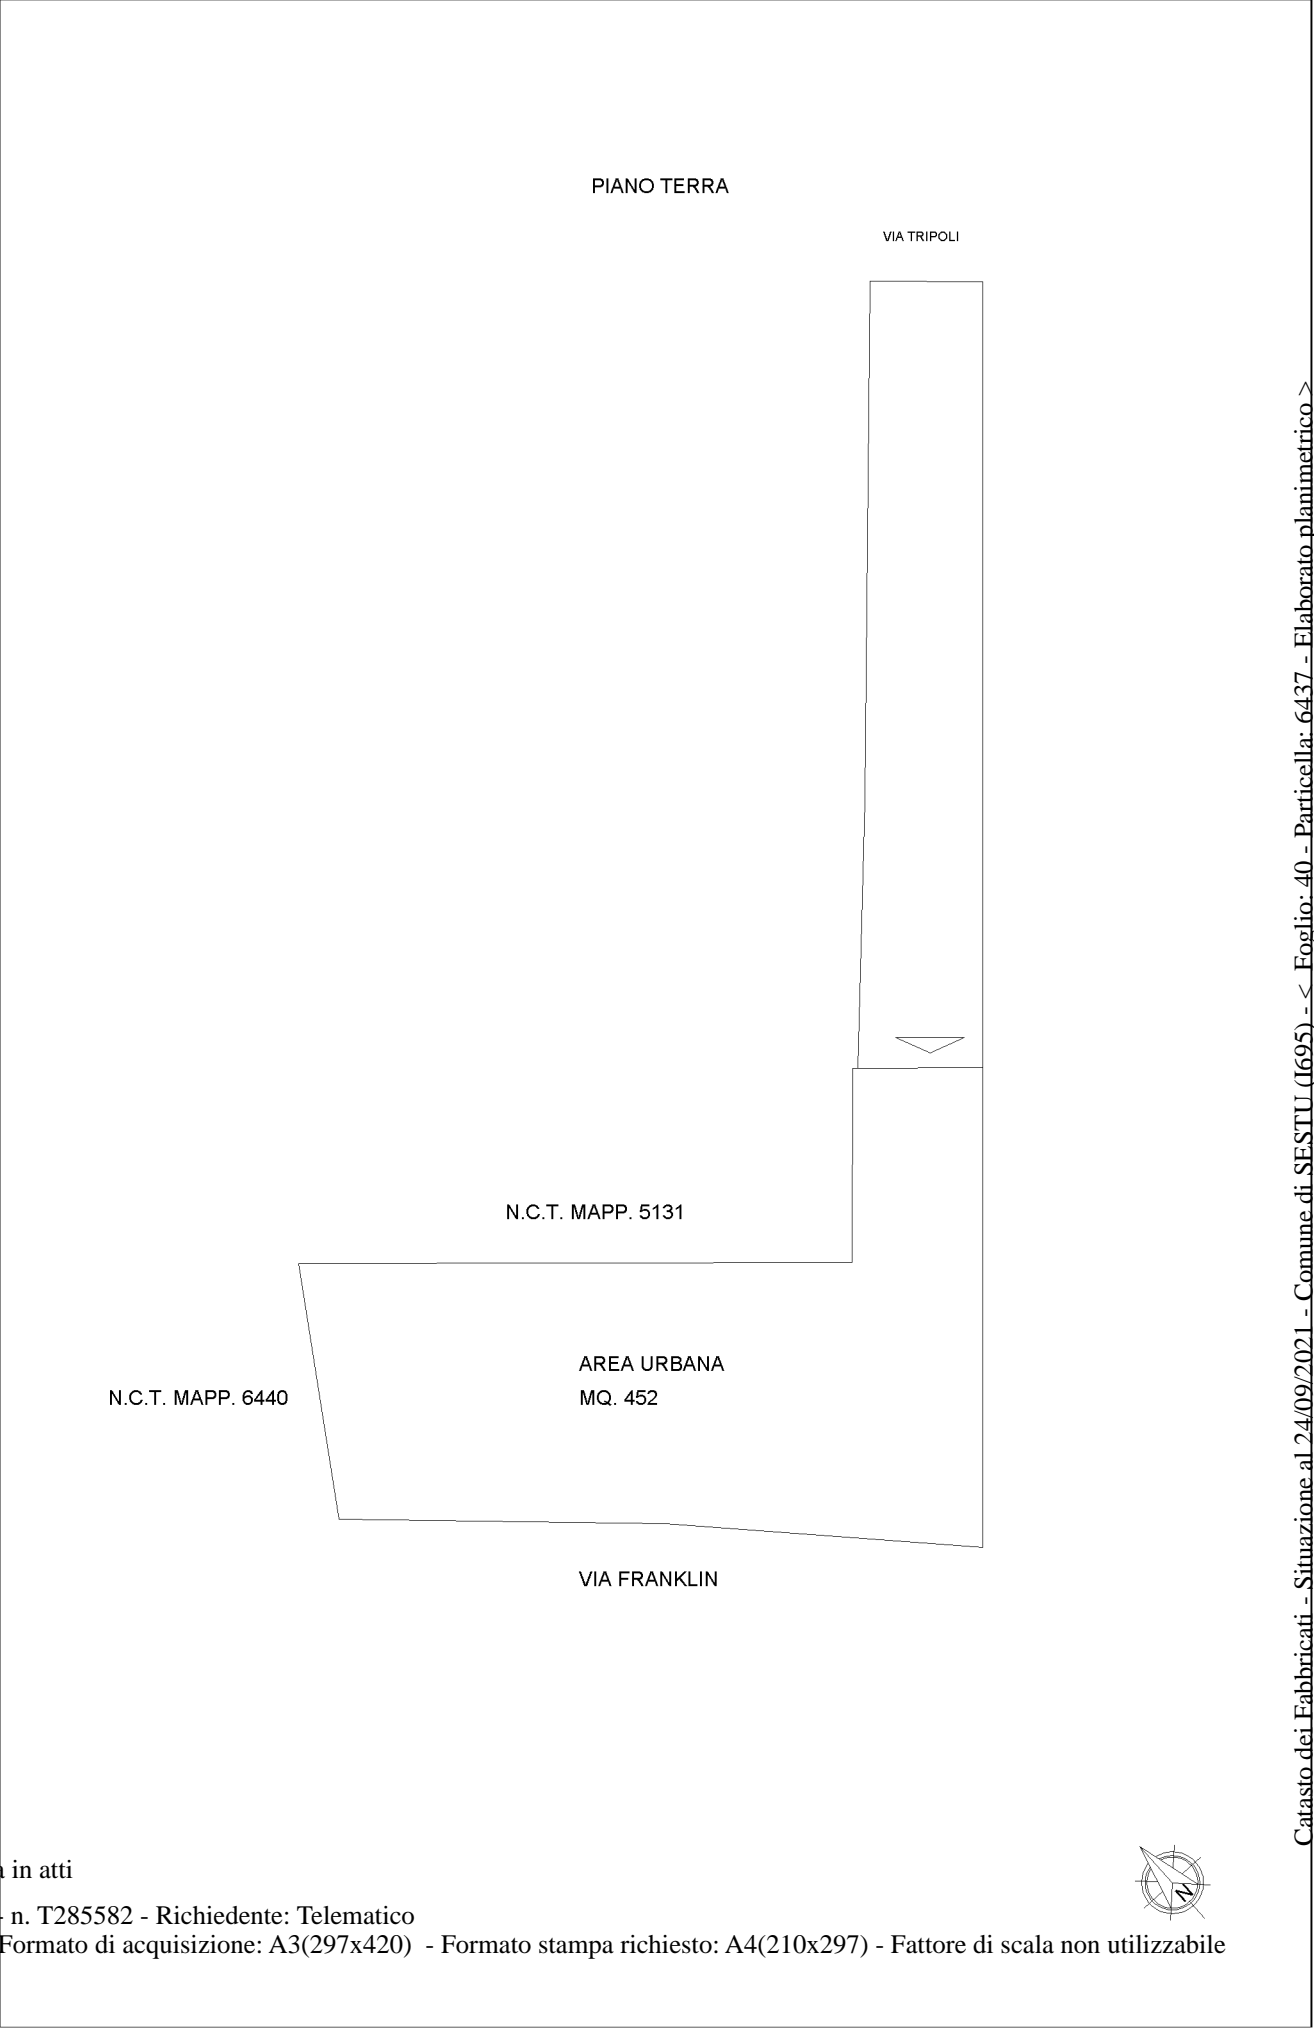 PIANO TERRA
VIA TRIPOLI
N.C.T. MAPP. 5131
AREA URBANA
N.C.T. MAPP. 6440
MQ. 452
VIA FRANKLIN
Catasto dei Fabbricati - Situazione al 24/09/2021 - Comune di SESTU (I695) - < Foglio: 40 - Particella: 6437 - Elaborato planimetrico >
N
in atti
- n. T285582 - Richiedente: Telematico
Formato di acquisizione: A3(297x420) - Formato stampa richiesto: A4(210x297) - Fattore di scala non utilizzabile